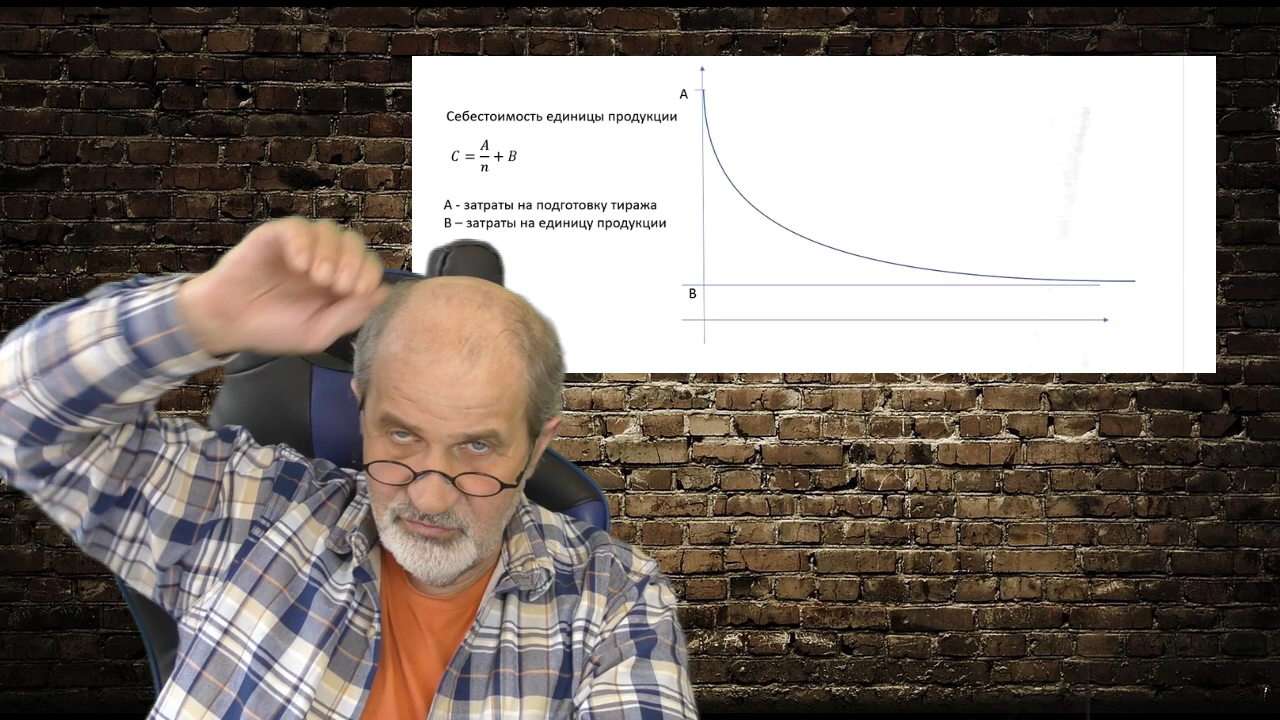 A
Себестоимость единицы продукции
C = A/n + B
А - затраты на подготовку тиража
В – затраты на единицу продукции
B